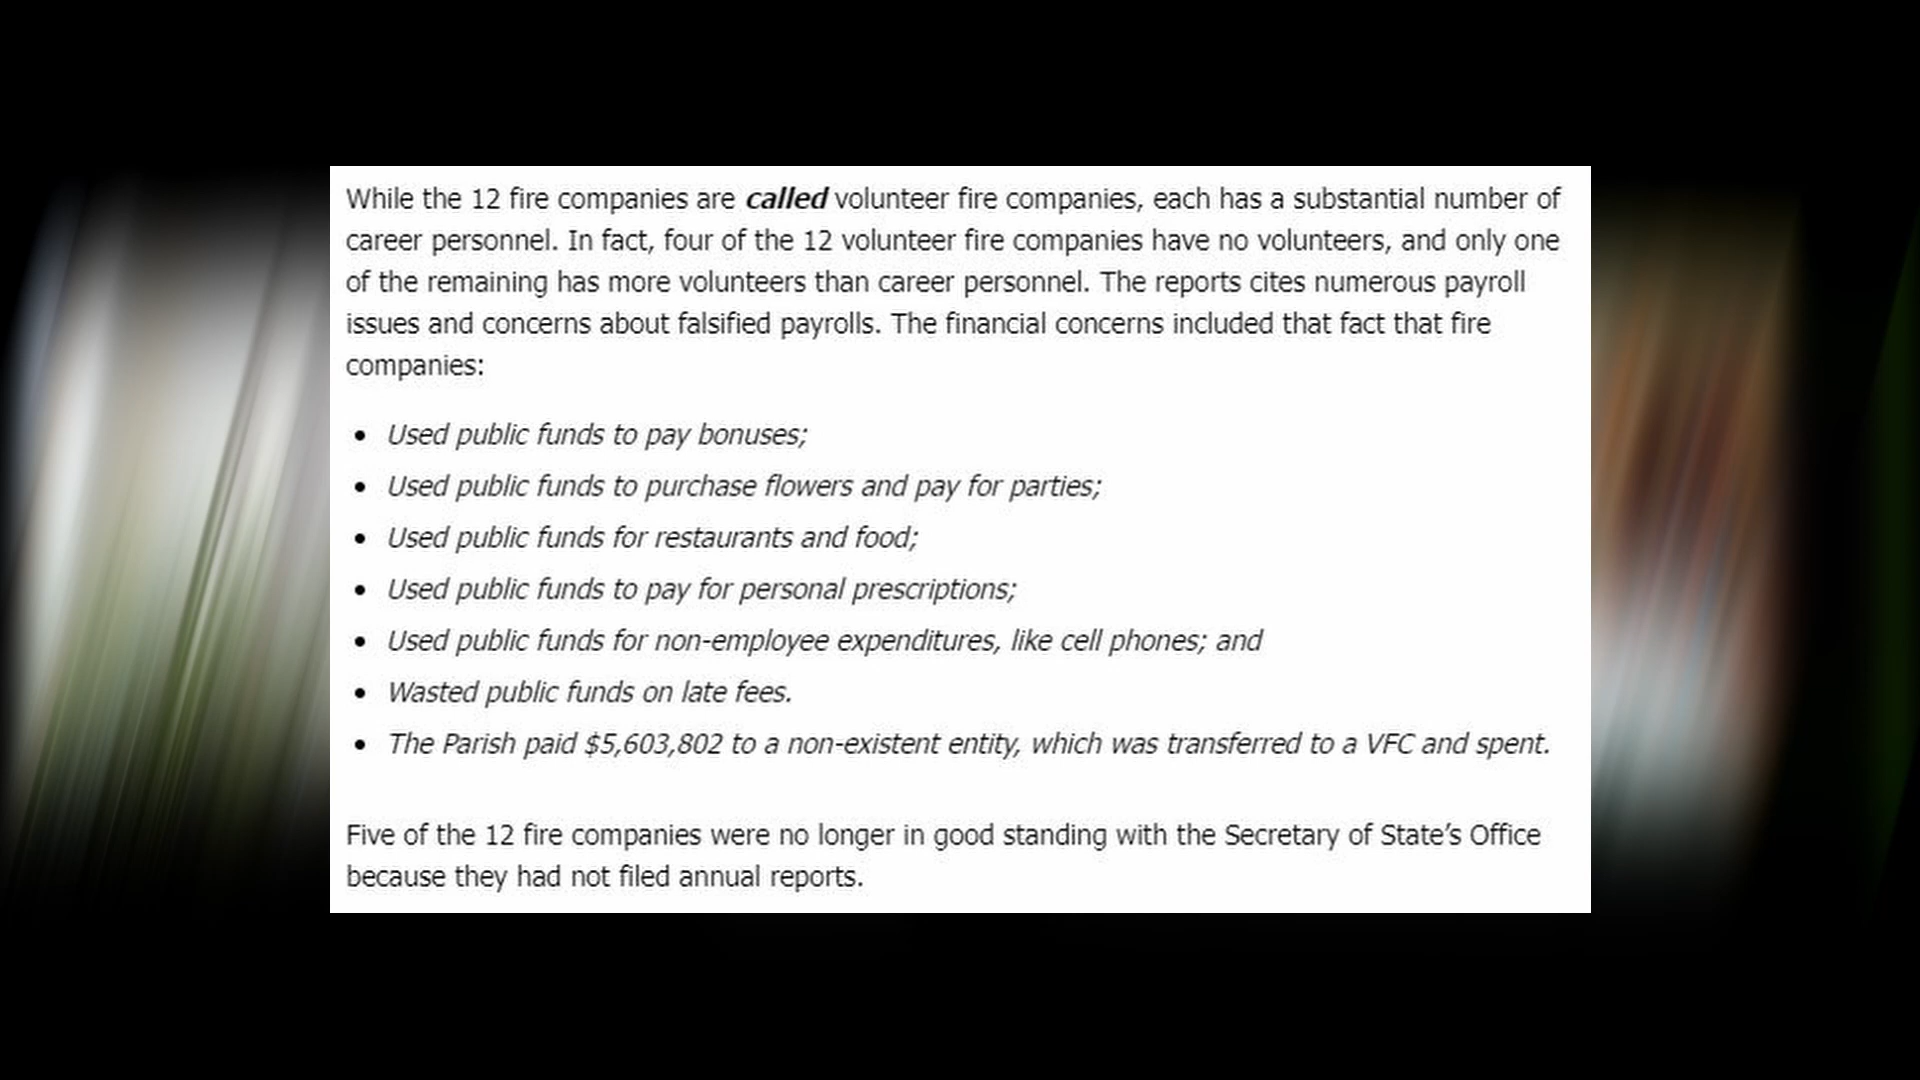 While the 12 fire companies are called volunteer fire companies, each has a substantial number of
career personnel. In fact, four of the 12 volunteer fire companies have no volunteers, and only one
of the remaining has more volunteers than career personnel. The reports cites numerous payroll
issues and concerns about falsified payrolls. The financial concerns included that fact that fire
companies:
• Used public funds to pay bonuses;
• Used public funds to purchase flowers and pay for parties;
• Used public funds for restaurants and food;
• Used public funds to pay for personal prescriptions;
• Used public funds for non-employee expenditures, like cell phones; and
• Wasted public funds on late fees.
• The Parish paid $5,603,802 to a non-existent entity, which was transferred to a VFC and spent.
Five of the 12 fire companies were no longer in good standing with the Secretary of State’s Office
because they had not filed annual reports.